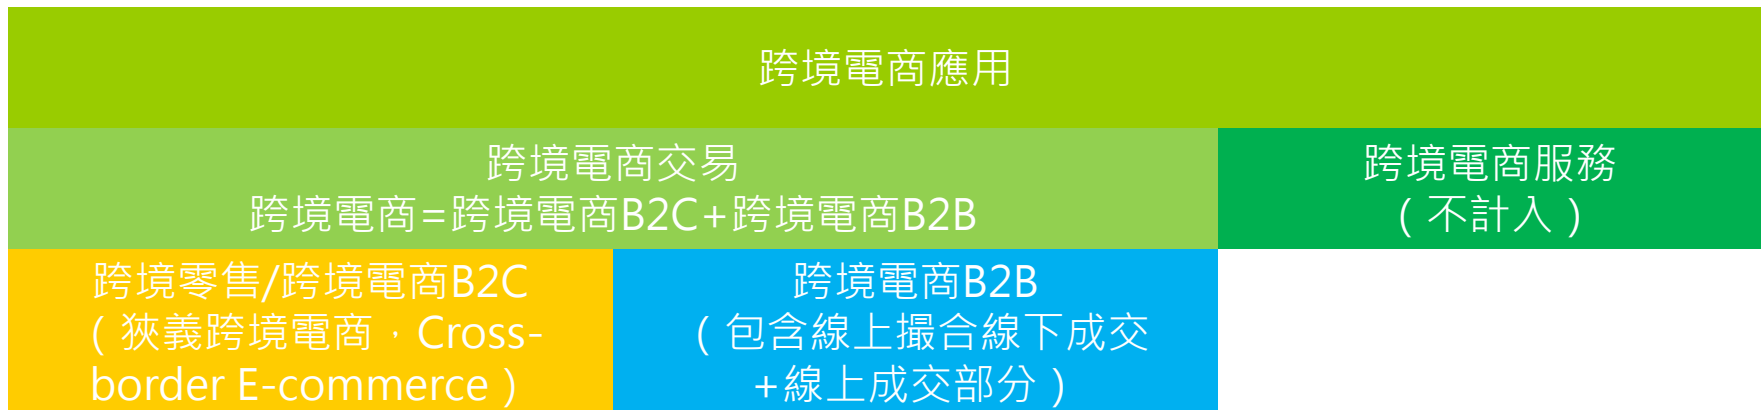 跨境電商應用
跨境電商交易
跨境電商=跨境電商B2C+跨境電商B2B
跨境電商服務
（不計入）
跨境零售/跨境電商B2C
（狹義跨境電商，Cross-
border E-commerce）
跨境電商B2B
（包含線上撮合線下成交
+線上成交部分）